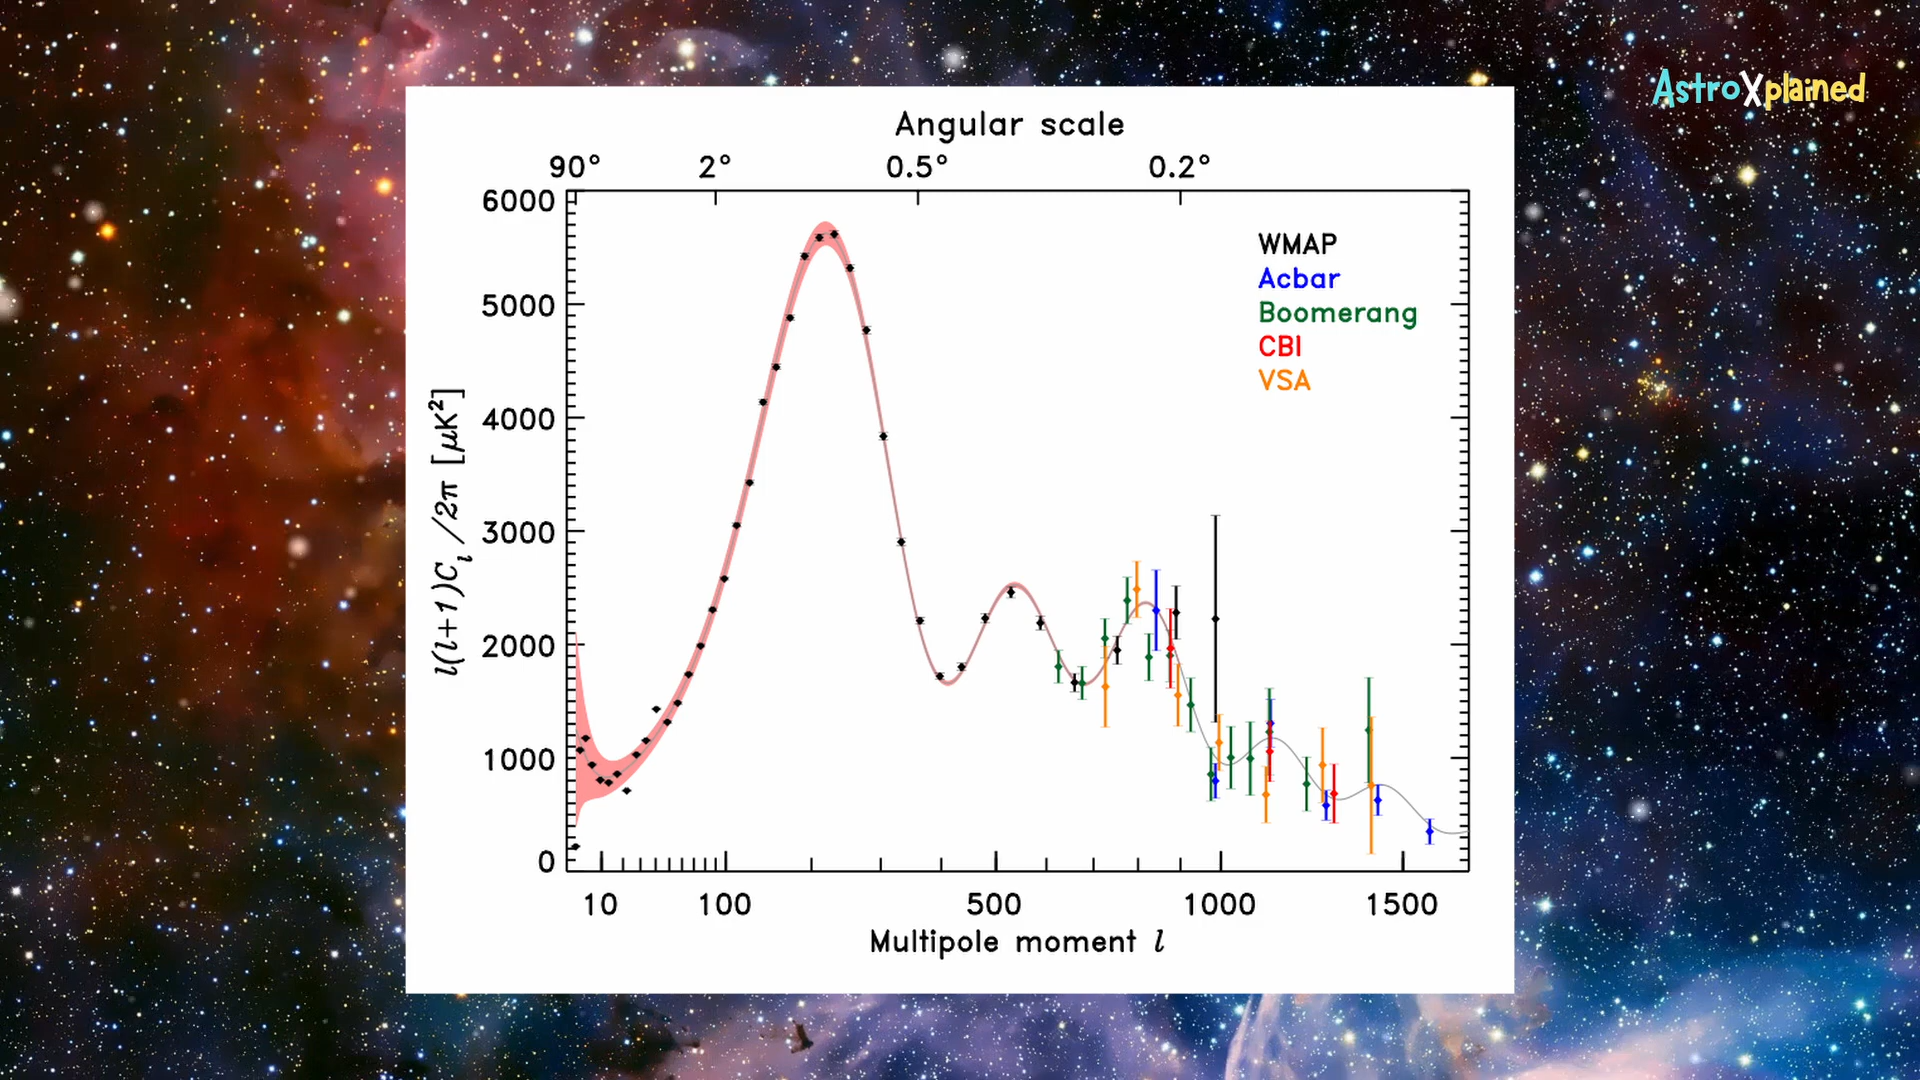 AstroXplained
Angular scale
90° 2° 0.5° 0.2°
6000
5000
4000
3000
2000
1000
0
l(l+1)Cl/2π [μK²]
WMAP
Acbar
Boomerang
CBI
VSA
10 100 500 1000 1500
Multipole moment l